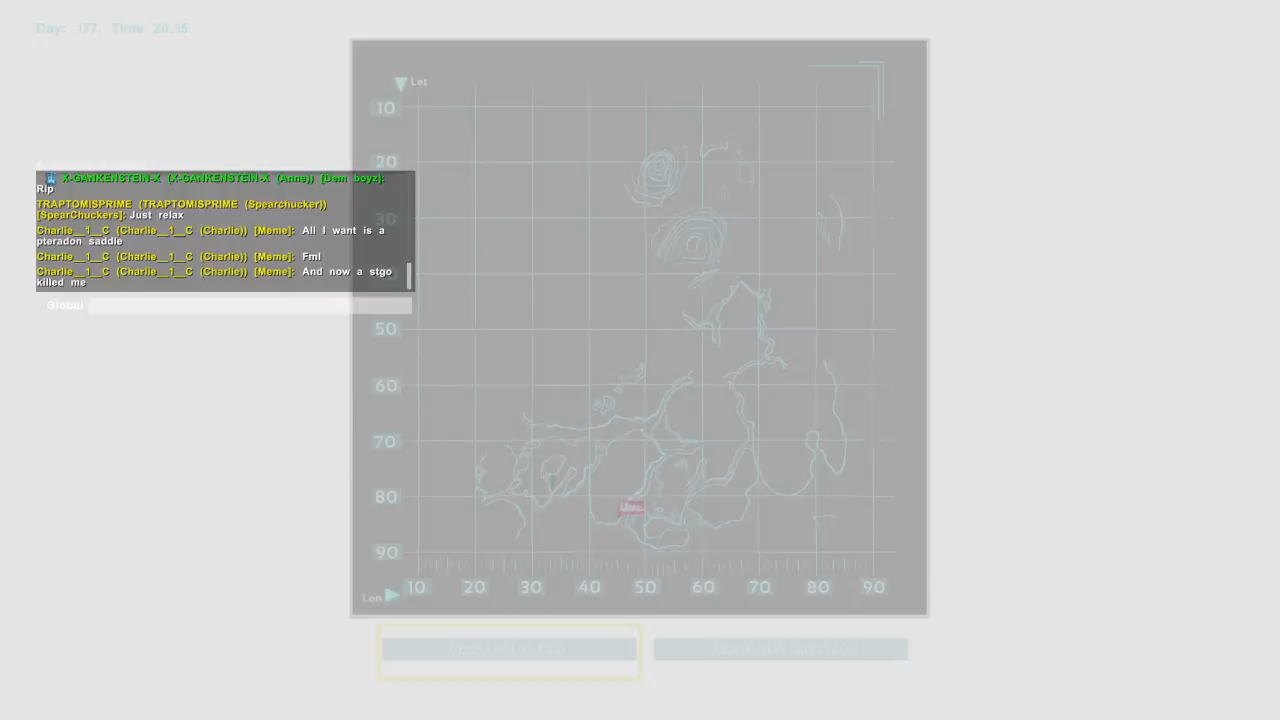 Day: 177, Time 20:15
X-GANKENSTEIN-X (X-GANKENSTEIN-X (Anne)) [Dem boyz]:
Rip
TRAPTOMISPRIME (TRAPTOMISPRIME (Spearchucker))
[SpearChuckers]: Just relax
Charlie__1__C (Charlie__1__C (Charlie)) [Meme]: All I want is a
pteradon saddle
Charlie__1__C (Charlie__1__C (Charlie)) [Meme]: Fml
Charlie__1__C (Charlie__1__C (Charlie)) [Meme]: And now a stgo
killed me
Global
Lat
10
20
30
50
60
70
80
90
Lon
10 20 30 40 50 60 70 80 90